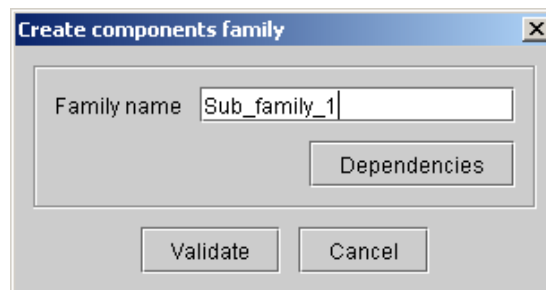 Create components family
Family name Sub_family_1
Dependencies
Validate Cancel